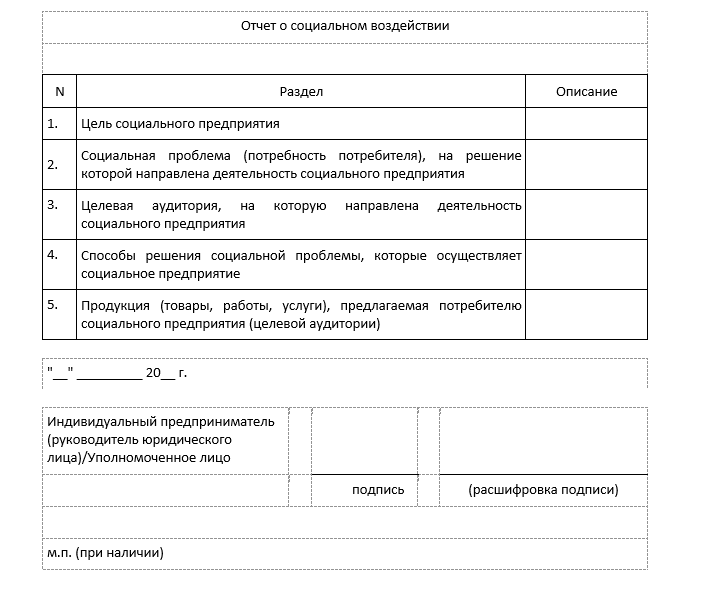 Отчет о социальном воздействии
N Раздел Описание
1. Цель социального предприятия
2. Социальная проблема (потребность потребителя), на решение
которой направлена деятельность социального предприятия
3. Целевая аудитория, на которую направлена деятельность
социального предприятия
4. Способы решения социальной проблемы, которые осуществляет
социальное предприятие
5. Продукция (товары, работы, услуги), предлагаемая потребителю
социального предприятия (целевой аудитории)
"__" _________ 20__ г.
Индивидуальный предприниматель
(руководитель юридического
лица)/Уполномоченное лицо
подпись (расшифровка подписи)
м.п. (при наличии)